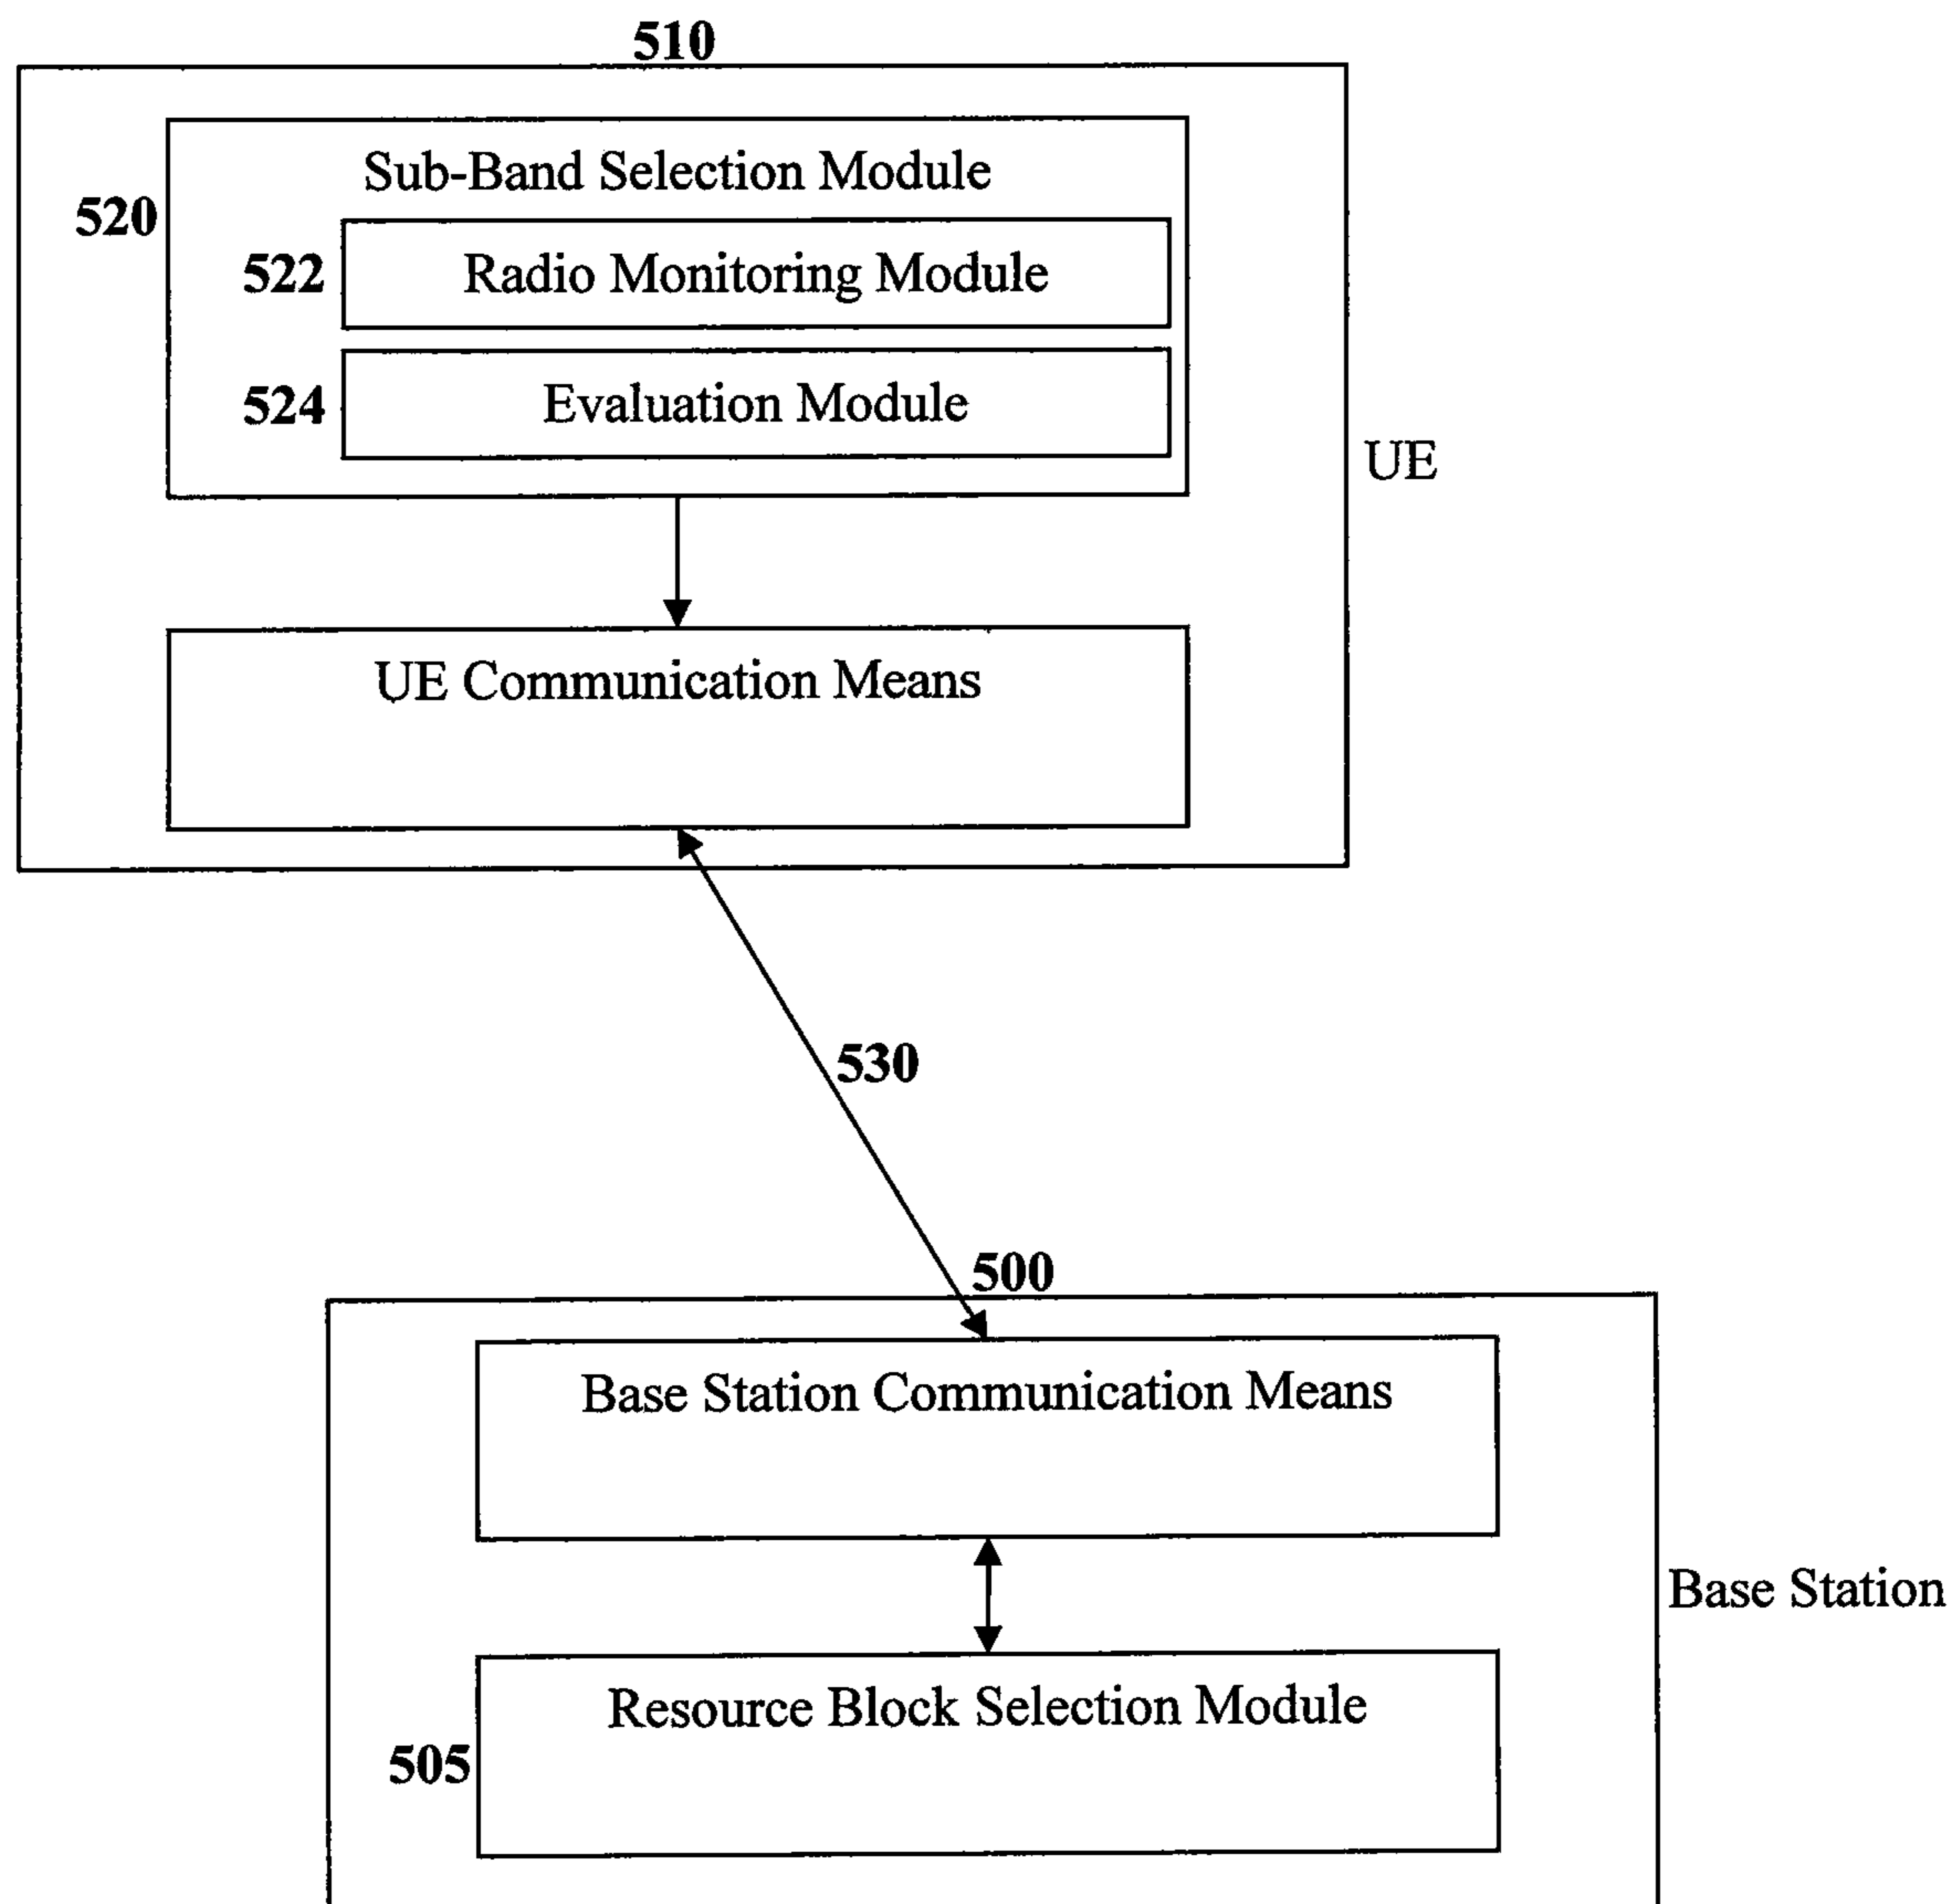 510
Sub-Band Selection Module
520
522
Radio Monitoring Module
524
Evaluation Module
UE
UE Communication Means
530
500
Base Station Communication Means
Base Station
Resource Block Selection Module
505